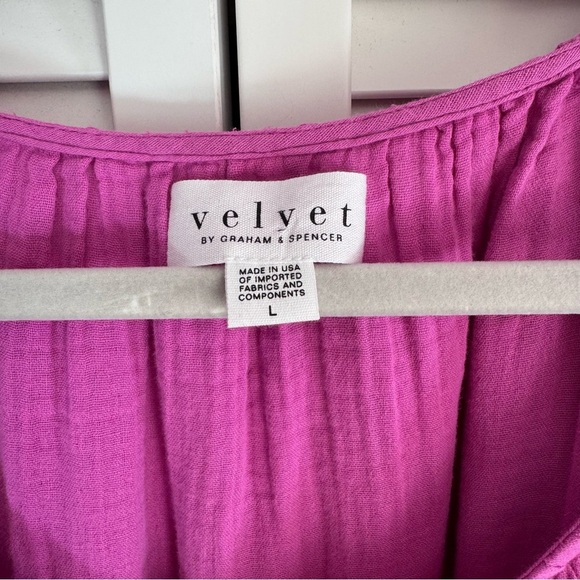 velvet
BY GRAHAM & SPENCER
MADE IN USA
OF IMPORTED
FABRICS AND
COMPONENTS
L